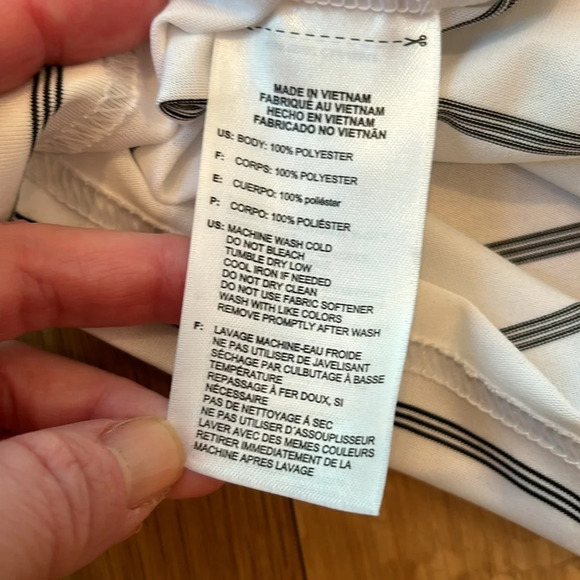 MADE IN VIETNAM
FABRIQUÉ AU VIETNAM
HECHO EN VIETNAM
FABRICADO NO VIETNÃN
US: BODY: 100% POLYESTER
F: CORPS: 100% POLYESTER
E: CUERPO: 100% poliéster
P: CORPO: 100% POLIÉSTER
US: MACHINE WASH COLD
DO NOT BLEACH
TUMBLE DRY LOW
COOL IRON IF NEEDED
DO NOT DRY CLEAN
DO NOT USE FABRIC SOFTENER
WASH WITH LIKE COLORS
REMOVE PROMPTLY AFTER WASH
F: LAVAGE MACHINE-EAU FROIDE
NE PAS UTILISER DE JAVELISANT
SÉCHAGE PAR CULBUTAGE À BASSE
TEMPÉRATURE
REPASSAGE À FER DOUX, SI
NÉCESSAIRE
PAS DE NETTOYAGE À SEC
NE PAS UTILISER D'ASSOUPLISSEUR
LAVER AVEC DES MEMES COULEURS
RETIRER IMMEDIATEMENT DE LA
MACHINE APRES LAVAGE